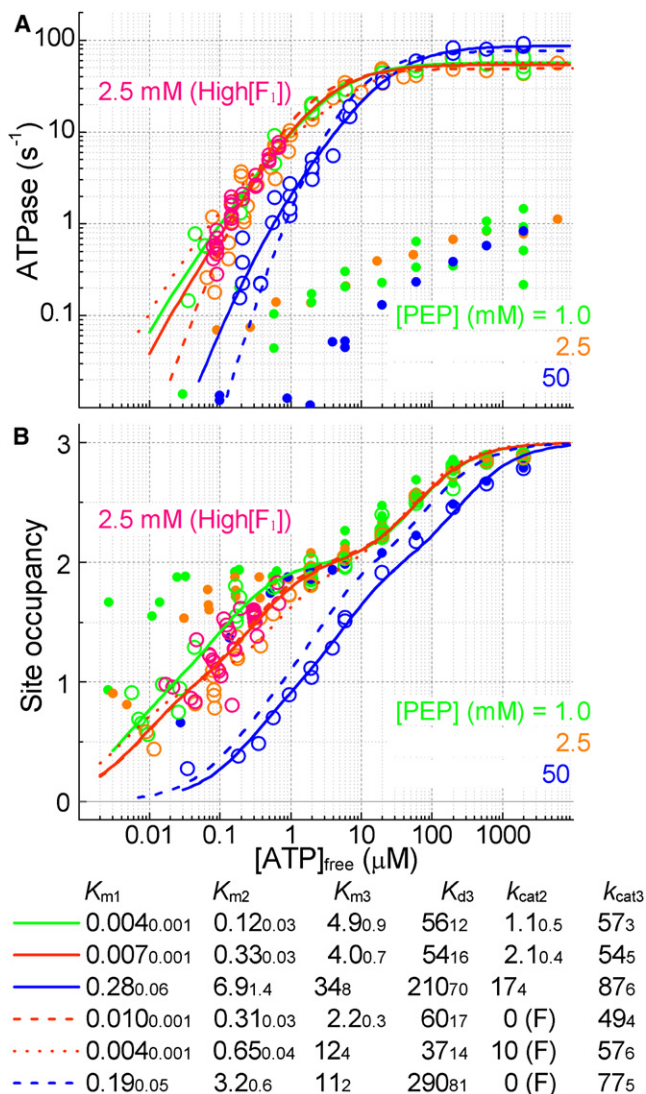 A
100
10
1
0.1
ATPase (s⁻¹)
2.5 mM (High[F₁])
[PEP] (mM) = 1.0
2.5
50
B
3
2
1
0
Site occupancy
2.5 mM (High[F₁])
[PEP] (mM) = 1.0
2.5
50
0.01 0.1 1 10 100 1000
[ATP]free (μM)
Km1 Km2 Km3 Kd3 kcat2 kcat3
0.004₀.₀₀₁ 0.12₀.₀₃ 4.9₀.₉ 56₁₂ 1.1₀.₅ 57₃
0.007₀.₀₀₁ 0.33₀.₀₃ 4.0₀.₇ 54₁₆ 2.1₀.₄ 54₅
0.28₀.₀₆ 6.9₁.₄ 34₈ 210₇₀ 17₄ 87₆
0.010₀.₀₀₁ 0.31₀.₀₃ 2.2₀.₃ 60₁₇ 0 (F) 49₄
0.004₀.₀₀₁ 0.65₀.₀₄ 12₄ 37₁₄ 10 (F) 57₆
0.19₀.₀₅ 3.2₀.₆ 11₂ 290₈₁ 0 (F) 77₅